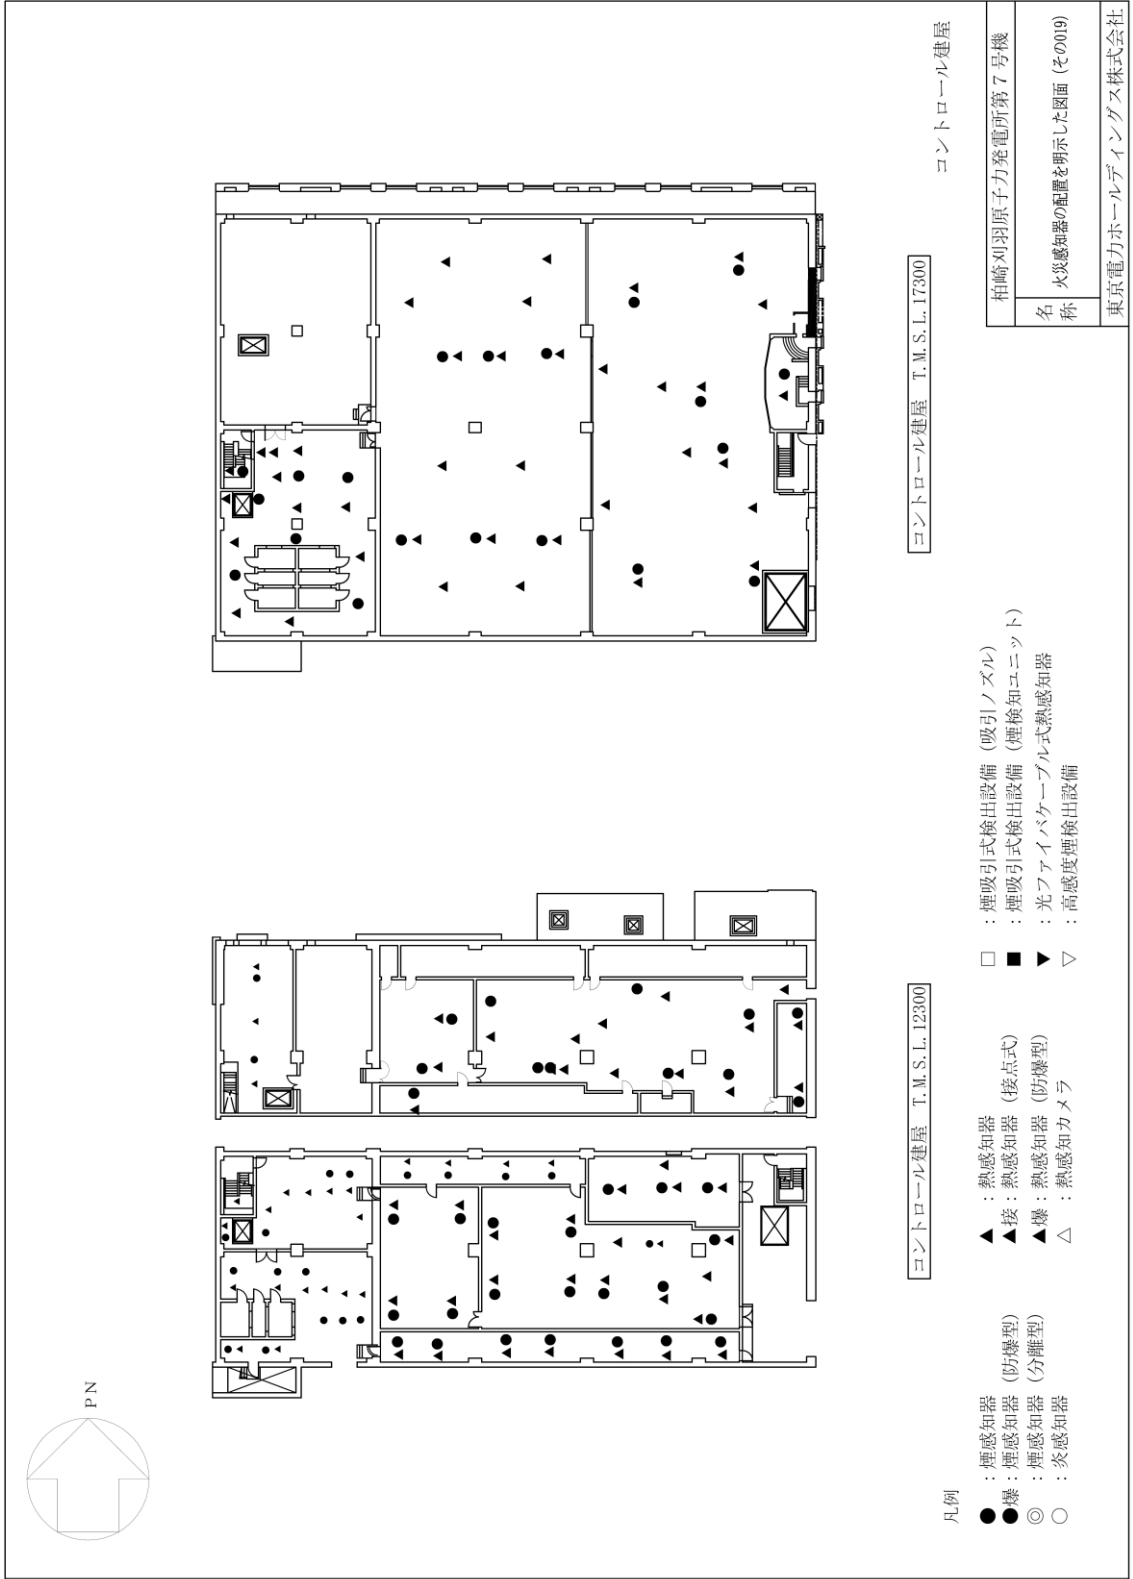 PN
コントロール建屋 T.M.S.L.12300
コントロール建屋 T.M.S.L.17300
コントロール建屋
凡例
●：煙感知器
●爆：煙感知器（防爆型）
◎：煙感知器（分離型）
○：炎感知器
▲：熱感知器
▲接：熱感知器（接点式）
▲爆：熱感知器（防爆型）
△：熱感知カメラ
□：煙吸引式検出設備（吸引ノズル）
■：煙吸引式検出設備（煙検知ユニット）
▼：光ファイバケーブル式熱感知器
▽：高感度煙検出設備
柏崎刈羽原子力発電所第７号機
名称 火災感知器の配置を明示した図面（その019）
東京電力ホールディングス株式会社